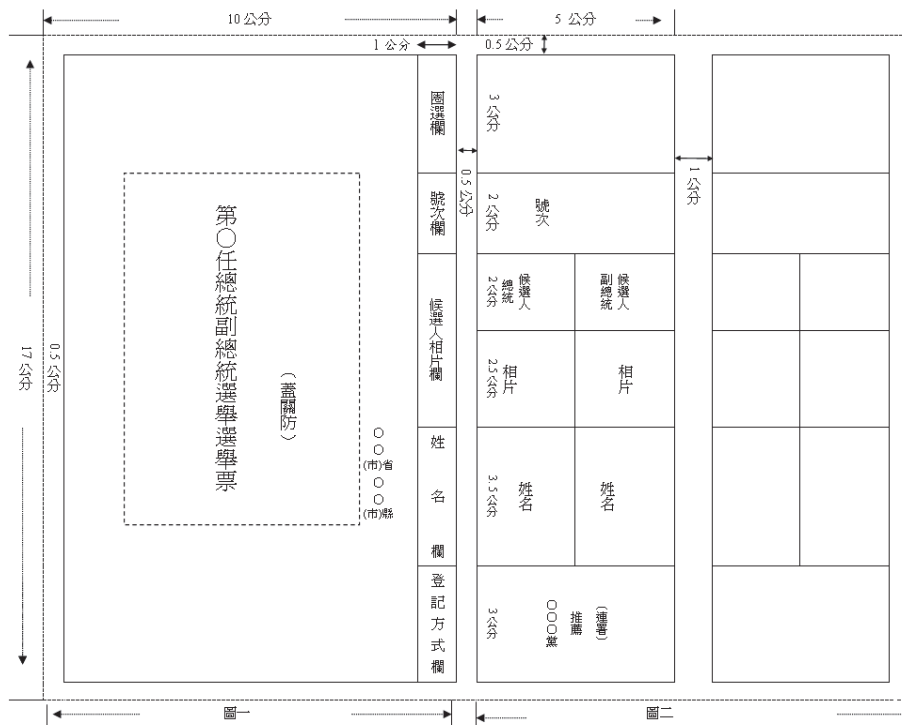 10 公分
5 公分
1 公分
0.5 公分
圈選欄
號次欄
候選人相片欄
姓名欄
登記方式欄
第○任總統副總統選舉選舉票
（蓋關防）
○○省(市)
○○縣(市)
17 公分
0.5 公分
0.5 公分
1 公分
3 公分
2 公分
號次
2 公分
總統候選人
副總統候選人
2.5 公分
相片
相片
3.5 公分
姓名
姓名
3 公分
○○○黨
推薦
（連署）
圖一
圖二